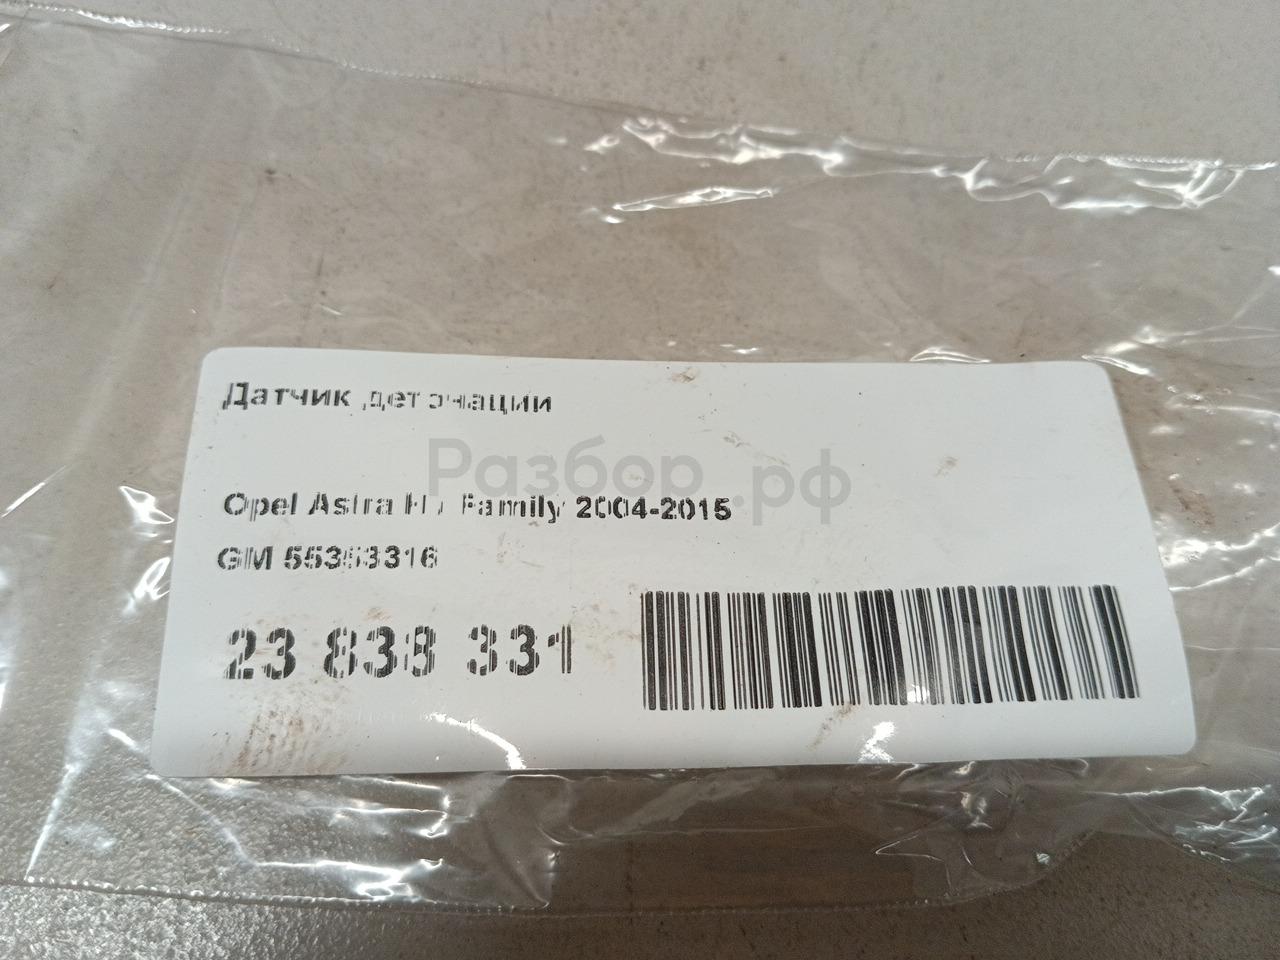 Датчик детонации
Разбор.рф
Opel Astra H / Family 2004-2015
GM 55353316
23 838 331